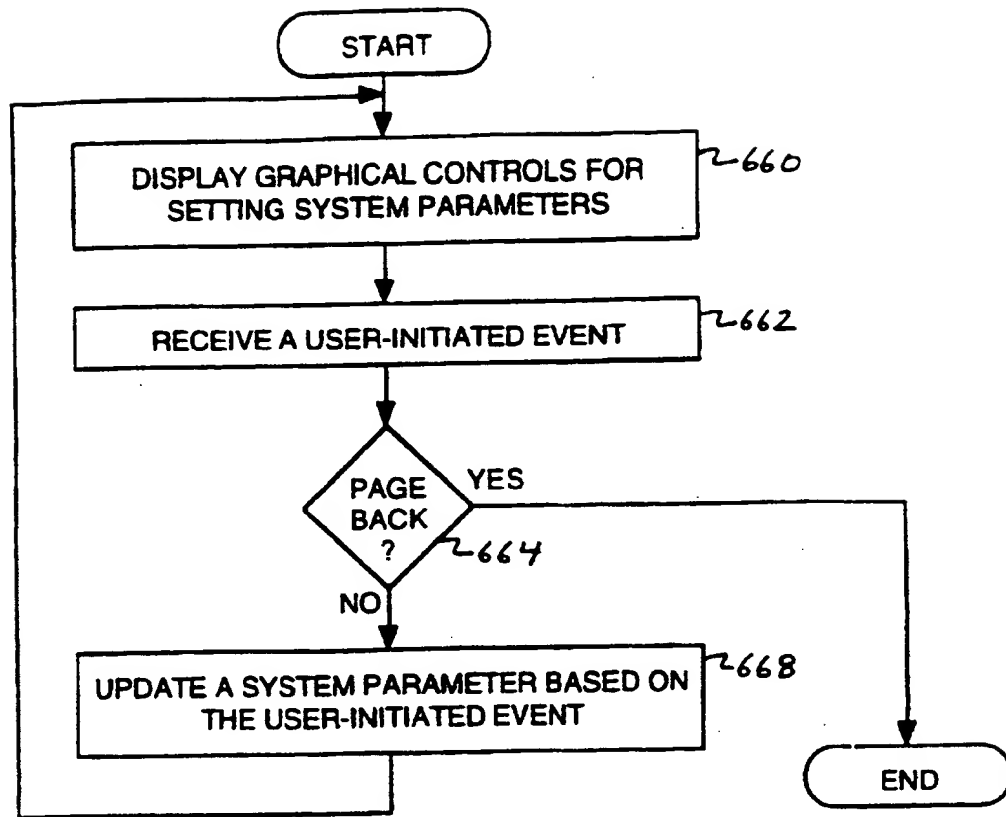 START
DISPLAY GRAPHICAL CONTROLS FOR
SETTING SYSTEM PARAMETERS
660
RECEIVE A USER-INITIATED EVENT
662
PAGE
BACK
?
YES
664
NO
UPDATE A SYSTEM PARAMETER BASED ON
THE USER-INITIATED EVENT
668
END